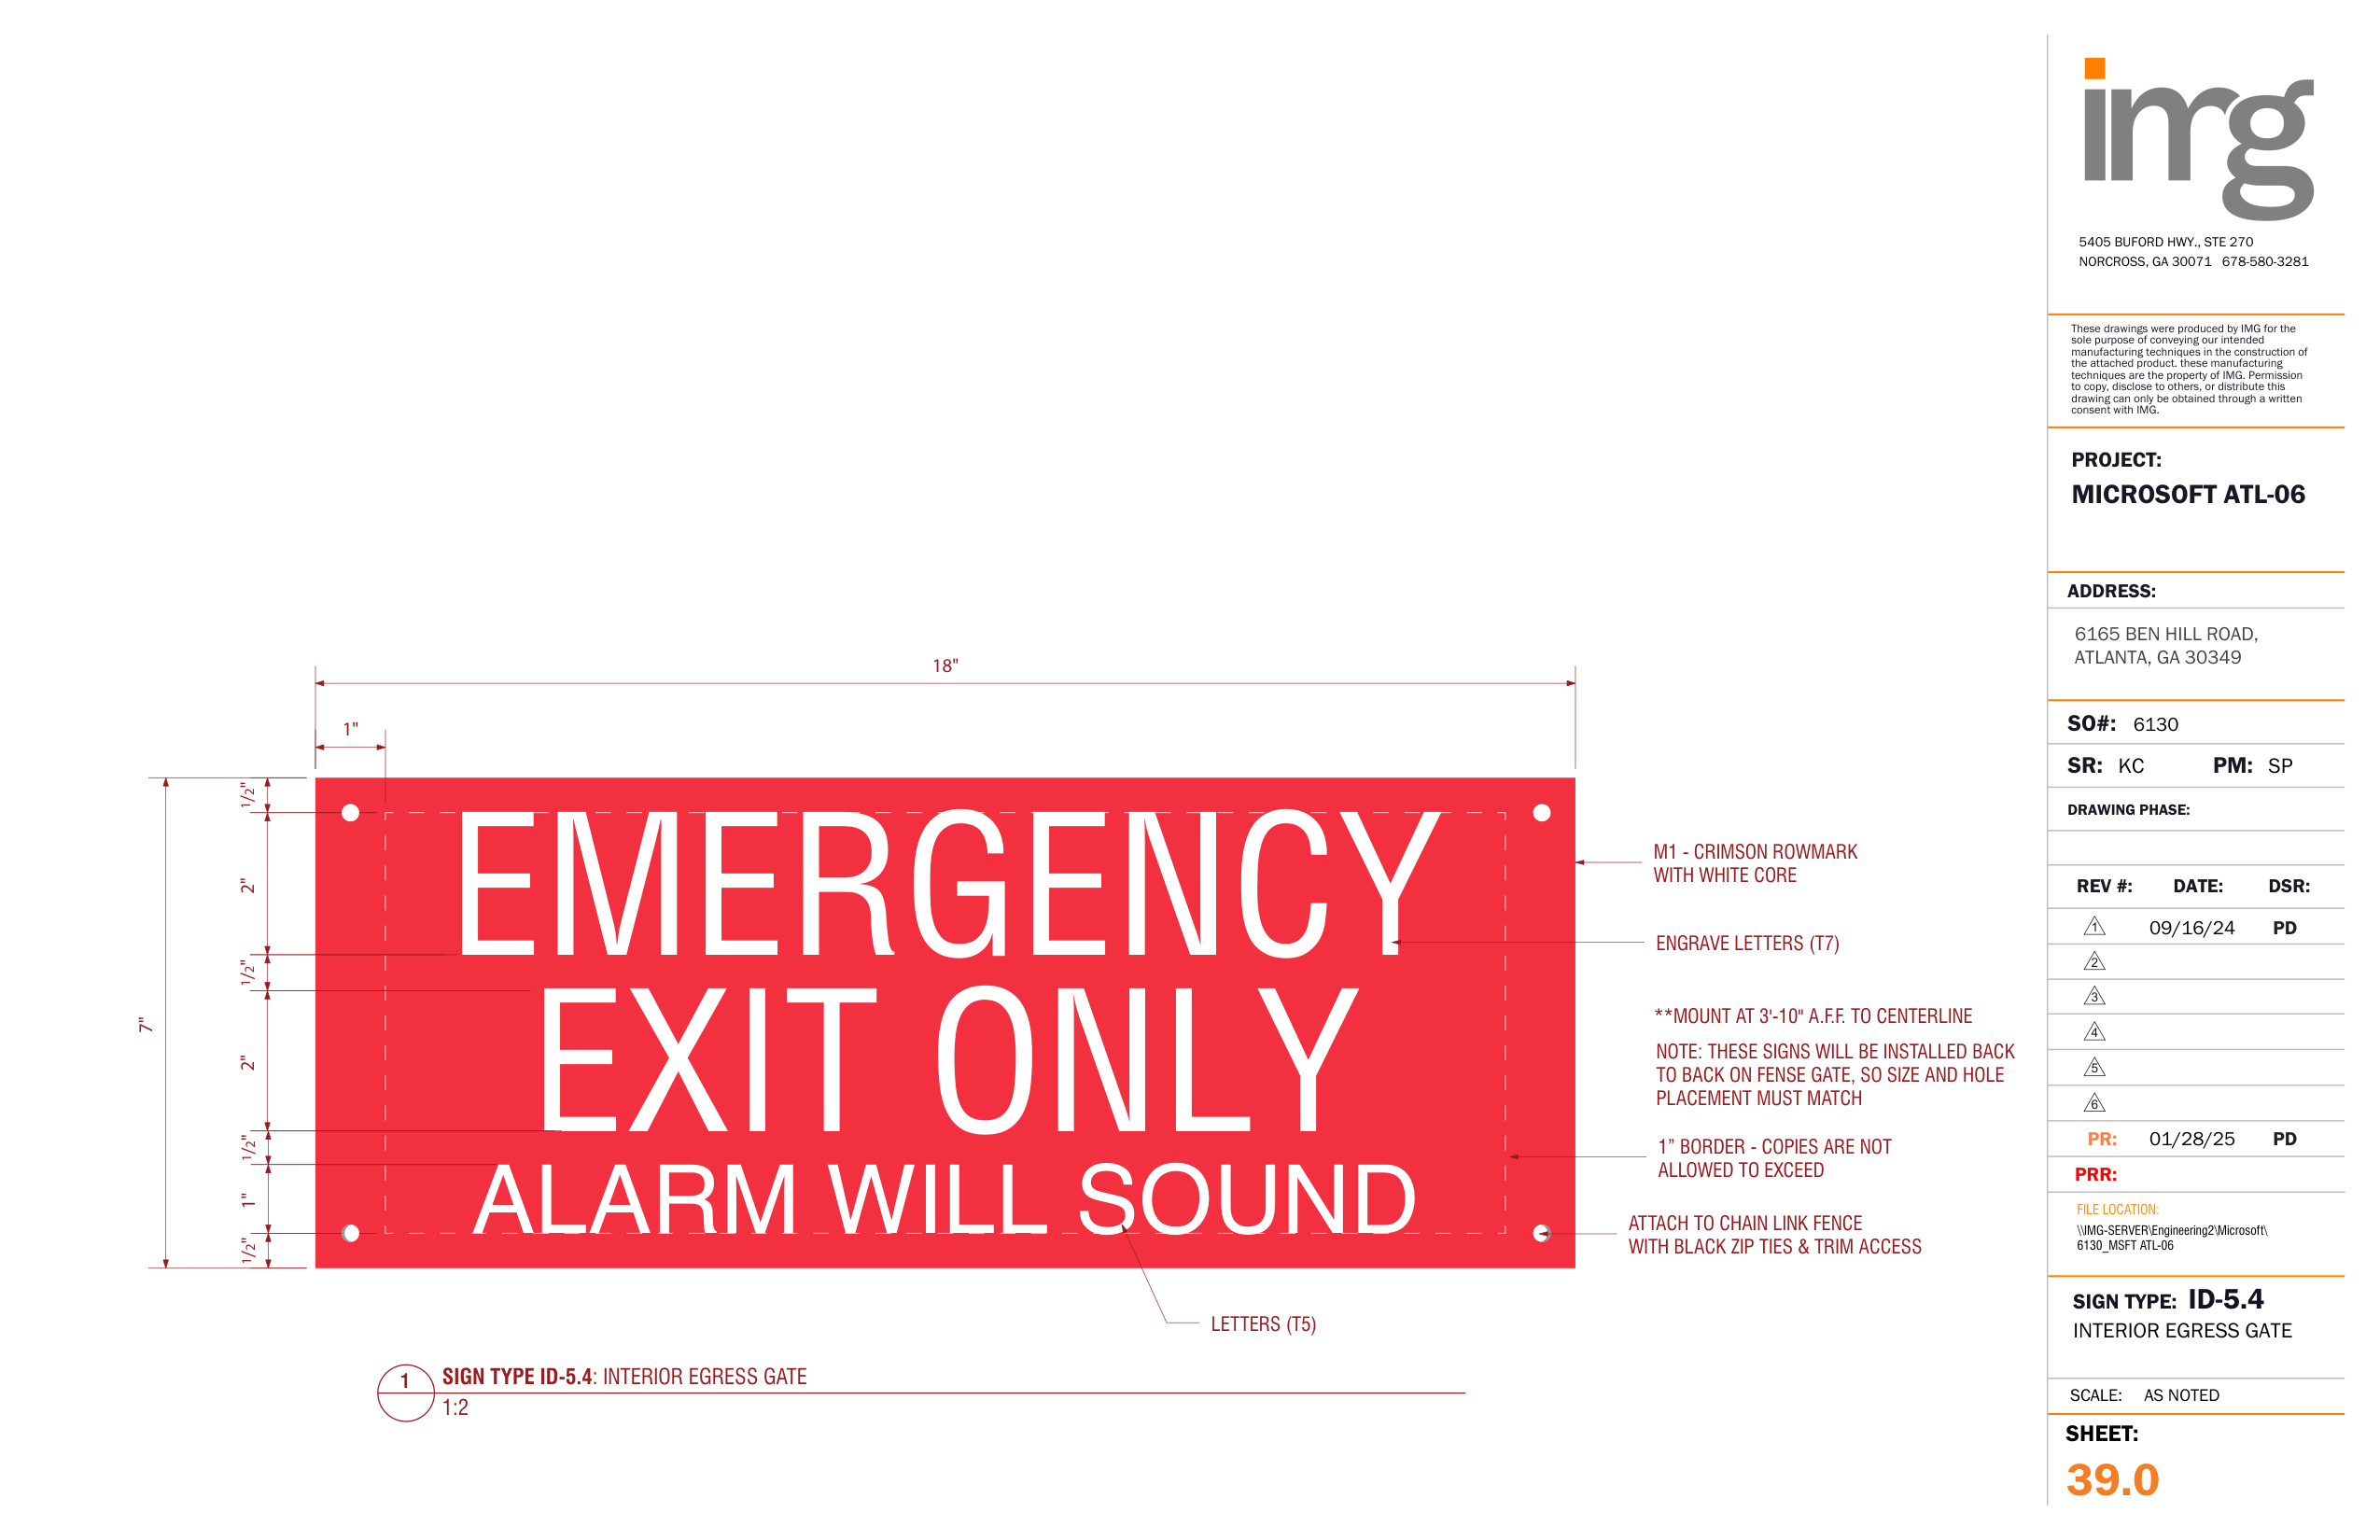 img
5405 BUFORD HWY., STE 270
NORCROSS, GA 30071 678-580-3281
These drawings were produced by IMG for the
sole purpose of conveying our intended
manufacturing techniques in the construction of
the attached product. these manufacturing
techniques are the property of IMG. Permission
to copy, disclose to others, or distribute this
drawing can only be obtained through a written
consent with IMG.
PROJECT:
MICROSOFT ATL-06
ADDRESS:
6165 BEN HILL ROAD,
ATLANTA, GA 30349
SO#: 6130
SR: KC PM: SP
DRAWING PHASE:
REV #: DATE: DSR:
1 09/16/24 PD
2
3
4
5
6
PR: 01/28/25 PD
PRR:
FILE LOCATION:
\\IMG-SERVER\Engineering2\Microsoft\
6130_MSFT ATL-06
SIGN TYPE: ID-5.4
INTERIOR EGRESS GATE
SCALE: AS NOTED
SHEET:
39.0
18"
1"
7"
1/2"
2"
1/2"
2"
1/2"
1"
1/2"
EMERGENCY
EXIT ONLY
ALARM WILL SOUND
M1 - CRIMSON ROWMARK
WITH WHITE CORE
ENGRAVE LETTERS (T7)
**MOUNT AT 3'-10" A.F.F. TO CENTERLINE
NOTE: THESE SIGNS WILL BE INSTALLED BACK
TO BACK ON FENSE GATE, SO SIZE AND HOLE
PLACEMENT MUST MATCH
1” BORDER - COPIES ARE NOT
ALLOWED TO EXCEED
ATTACH TO CHAIN LINK FENCE
WITH BLACK ZIP TIES & TRIM ACCESS
LETTERS (T5)
1 SIGN TYPE ID-5.4: INTERIOR EGRESS GATE
1:2